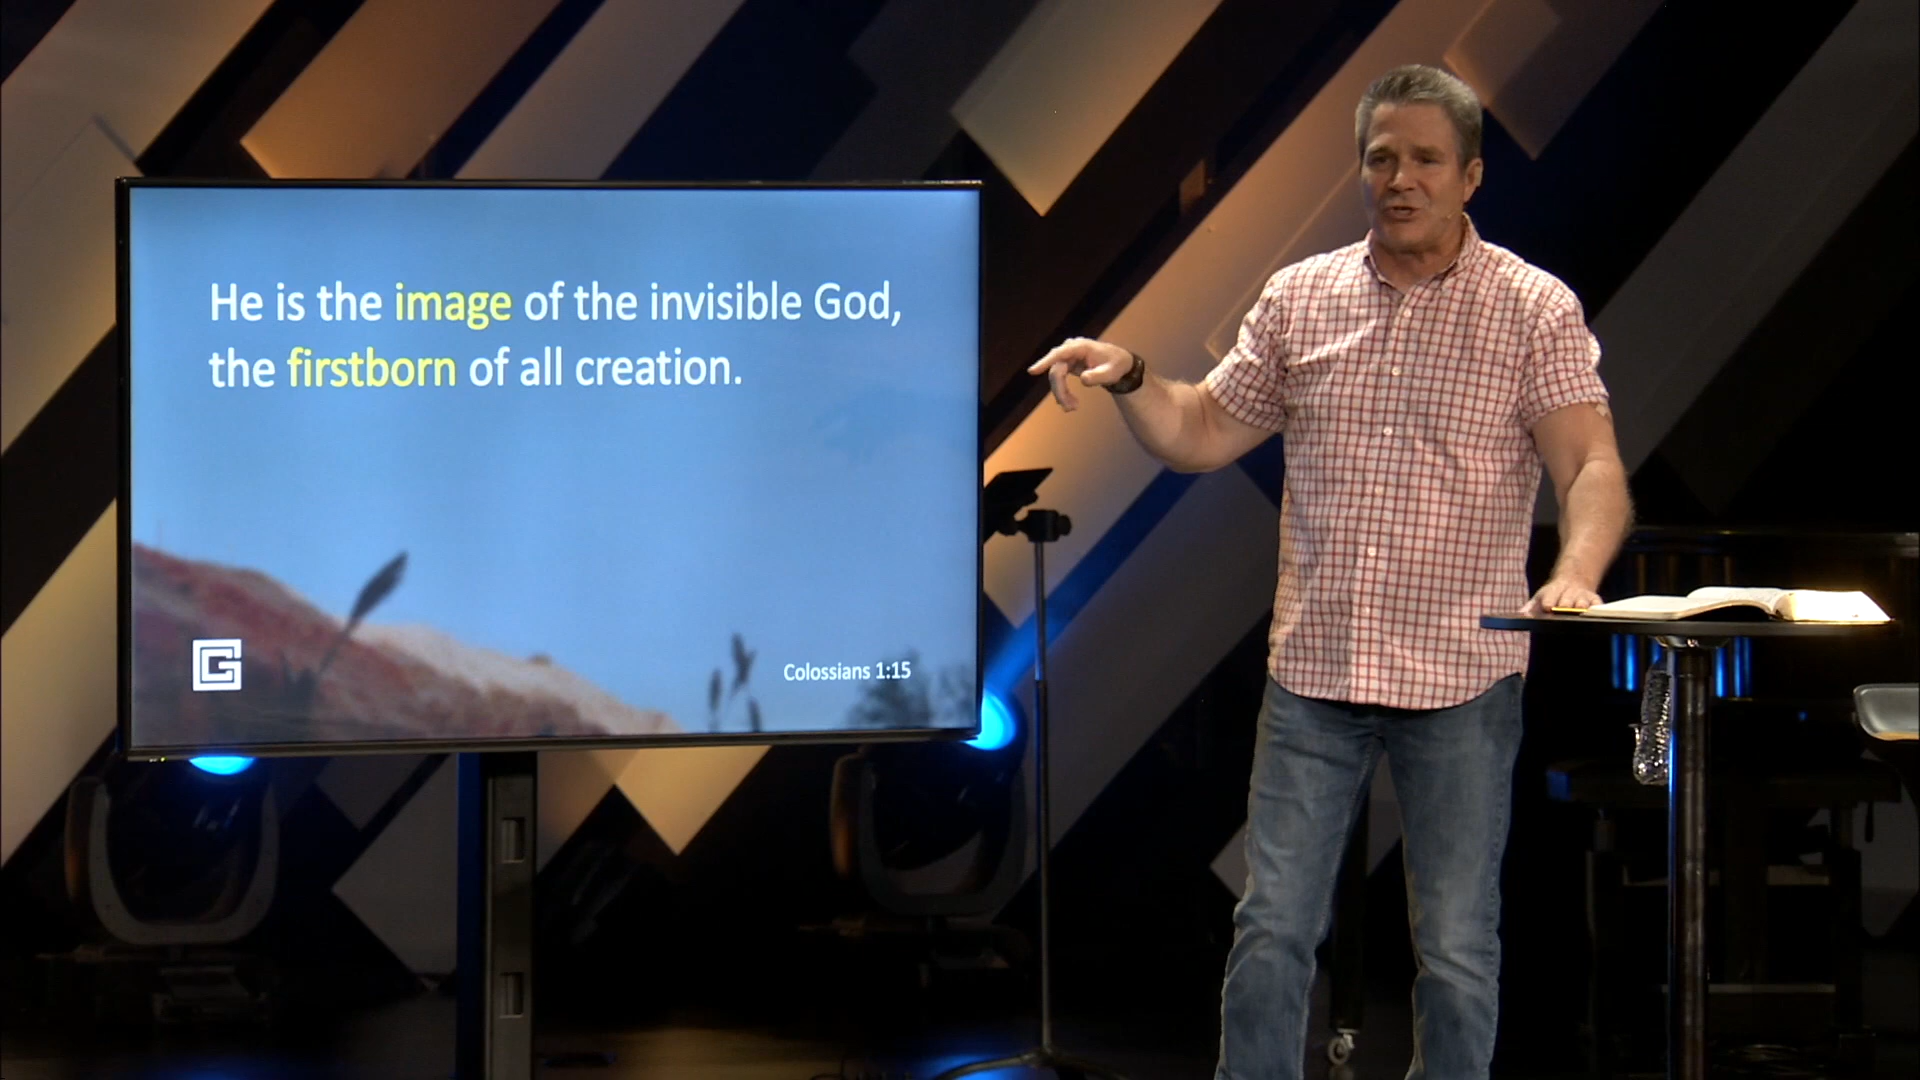 He is the image of the invisible God,
the firstborn of all creation.
Colossians 1:15